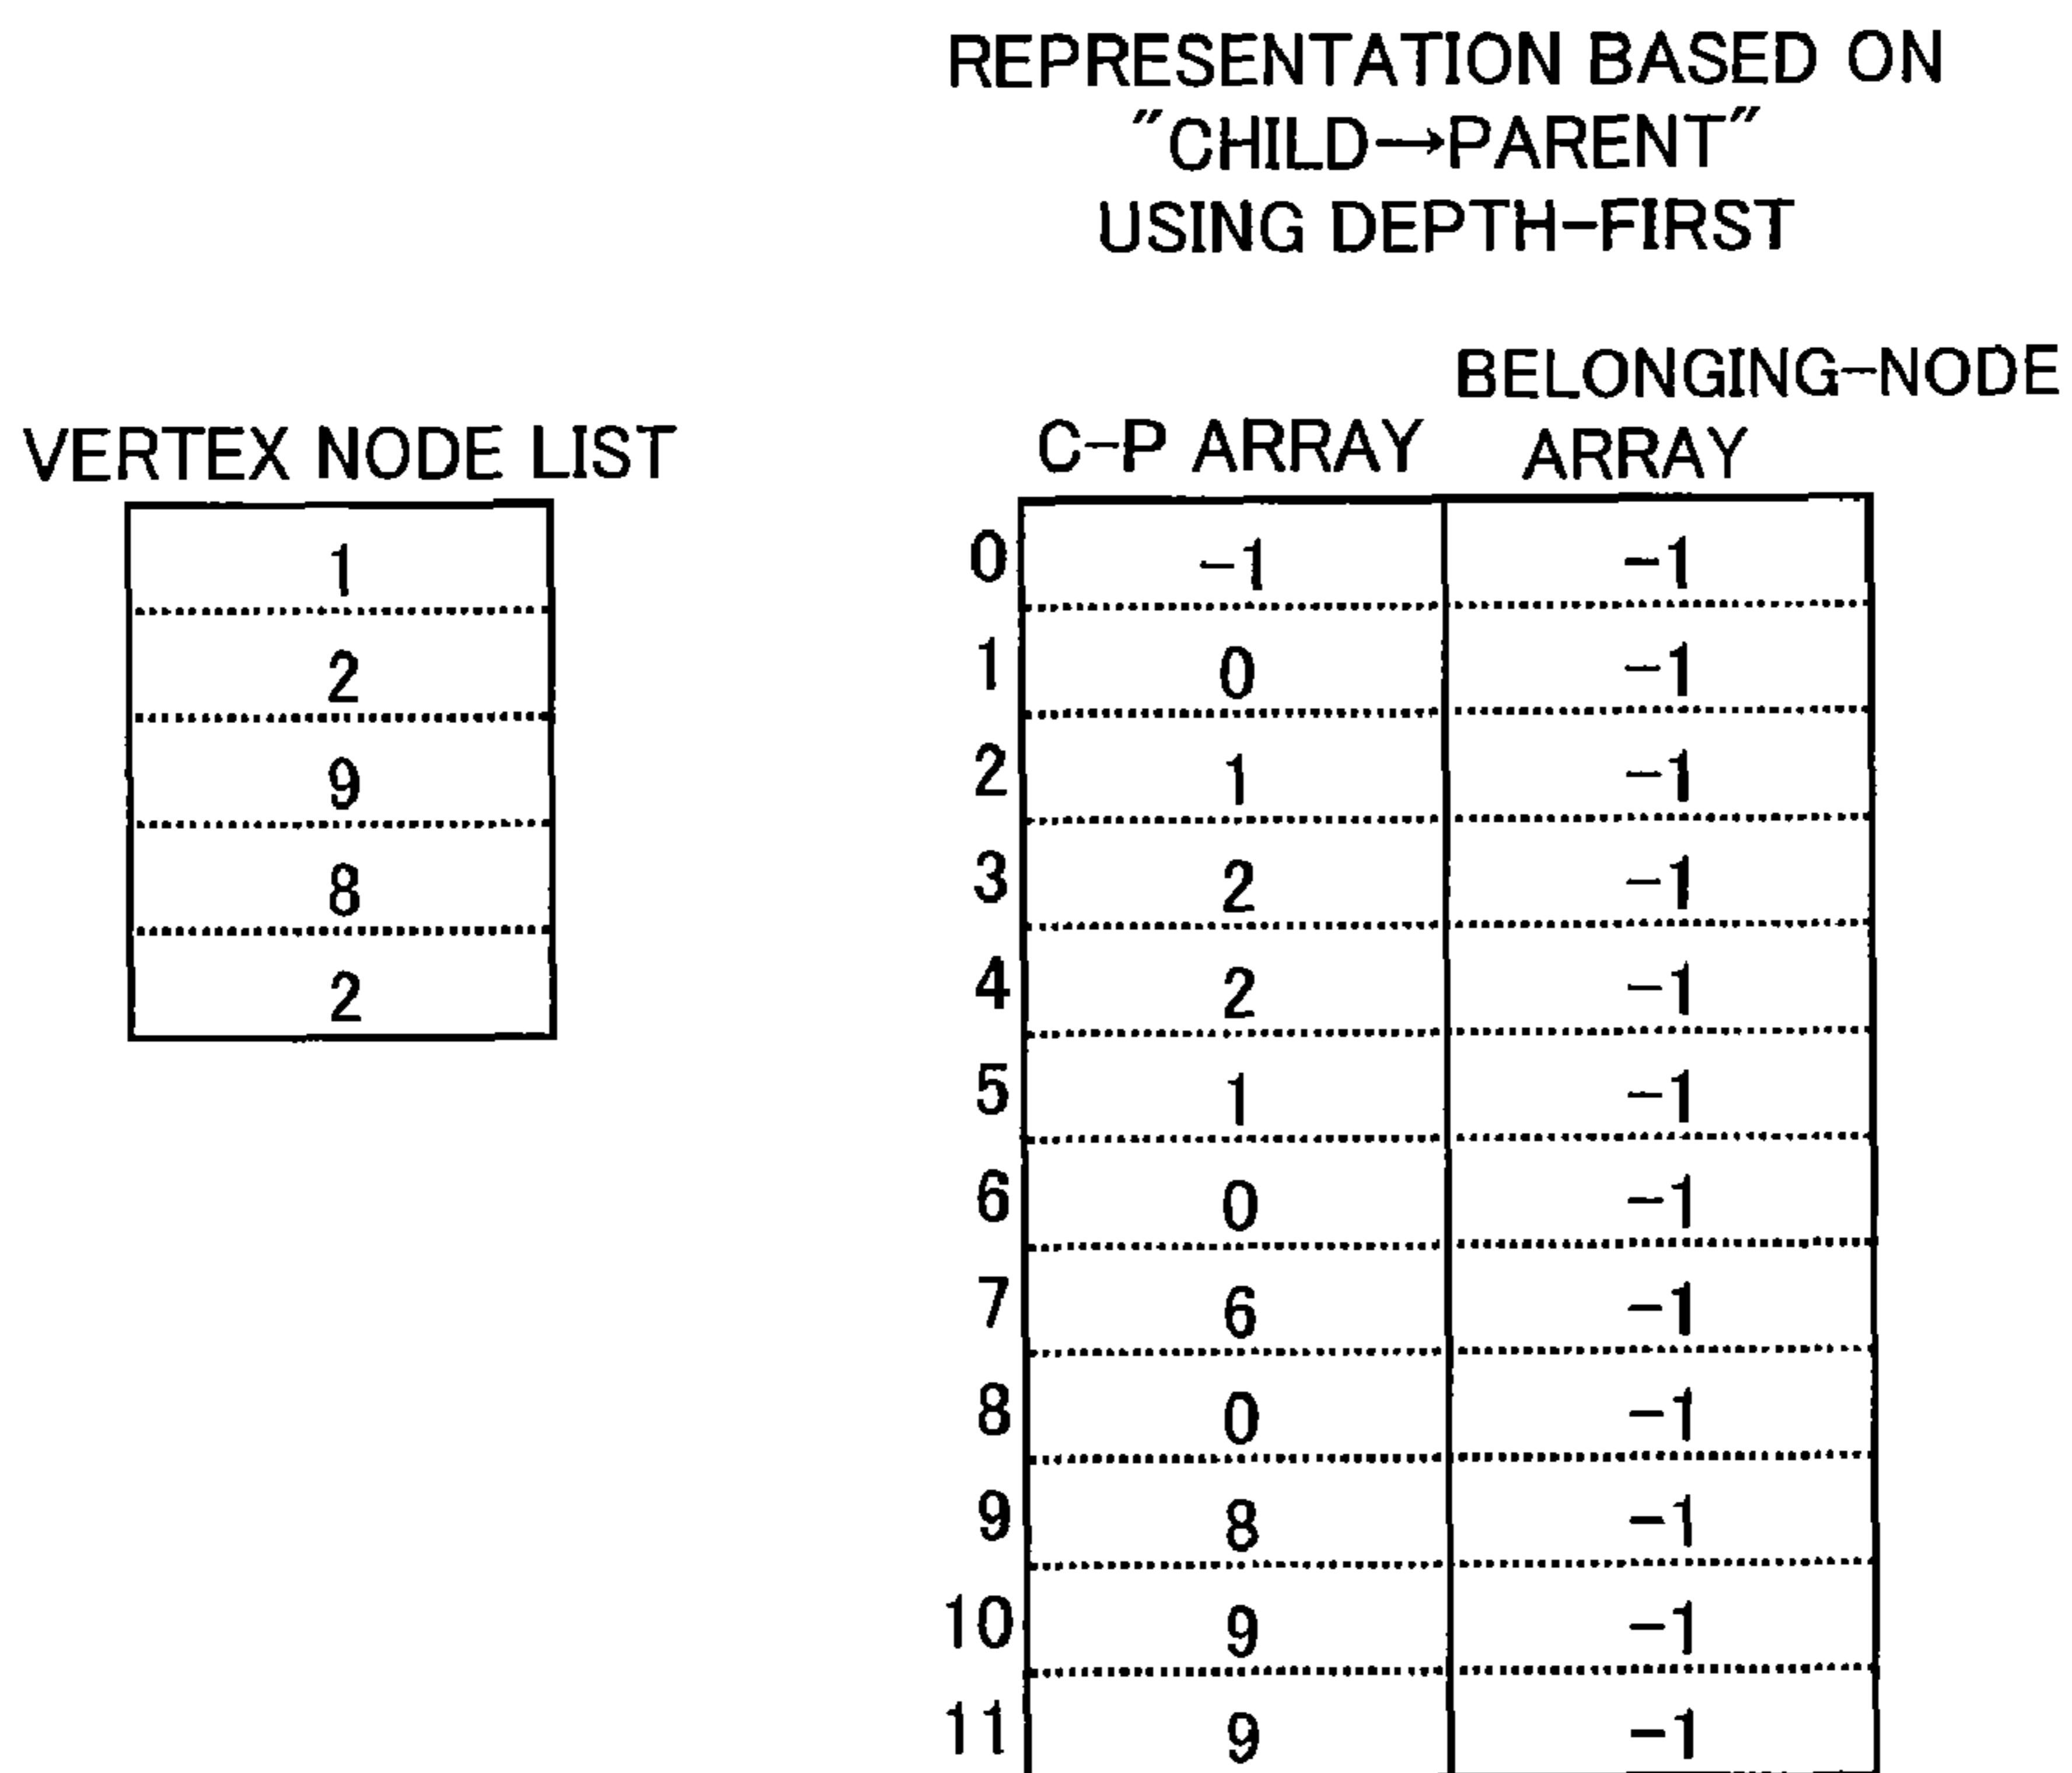 REPRESENTATION BASED ON
"CHILD→PARENT"
USING DEPTH-FIRST
VERTEX NODE LIST
1
2
9
8
2
BELONGING-NODE
C-P ARRAY ARRAY
0 -1 -1
1 0 -1
2 1 -1
3 2 -1
4 2 -1
5 1 -1
6 0 -1
7 6 -1
8 0 -1
9 8 -1
10 9 -1
11 9 -1